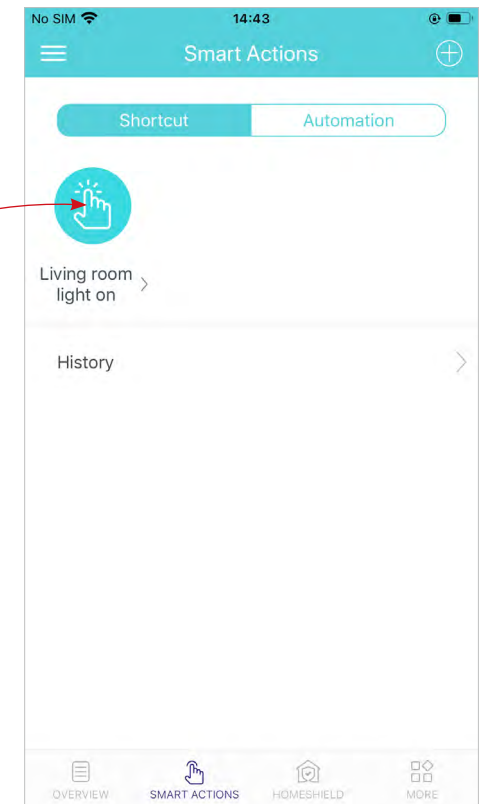 No SIM 14:43
Smart Actions
Shortcut Automation
Living room
light on
History
OVERVIEW SMART ACTIONS HOMESHIELD MORE